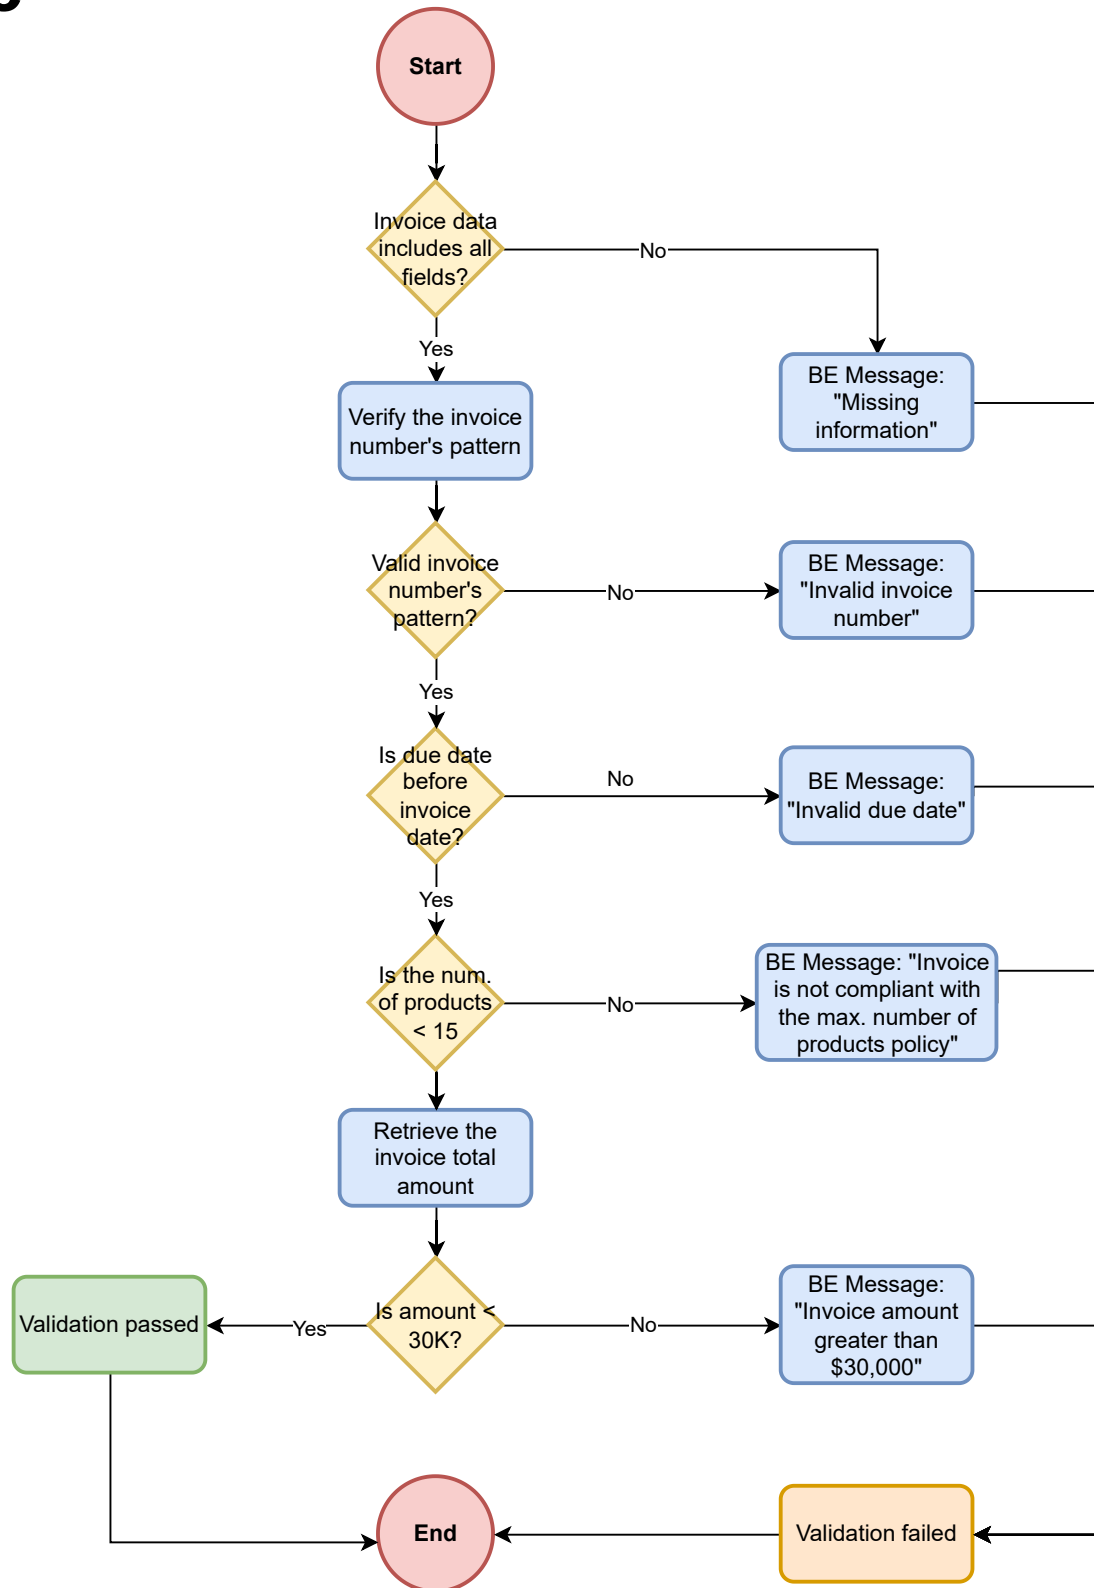 Start
Invoice data
includes all
fields?
No
Yes
BE Message:
"Missing
information"
Verify the invoice
number's pattern
Valid invoice
number's
pattern?
No
BE Message:
"Invalid invoice
number"
Yes
Is due date
before
invoice
date?
No
BE Message:
"Invalid due date"
Yes
Is the num.
of products
< 15
No
BE Message: "Invoice
is not compliant with
the max. number of
products policy"
Retrieve the
invoice total
amount
Is amount <
30K?
Yes
Validation passed
No
BE Message:
"Invoice amount
greater than
$30,000"
End
Validation failed